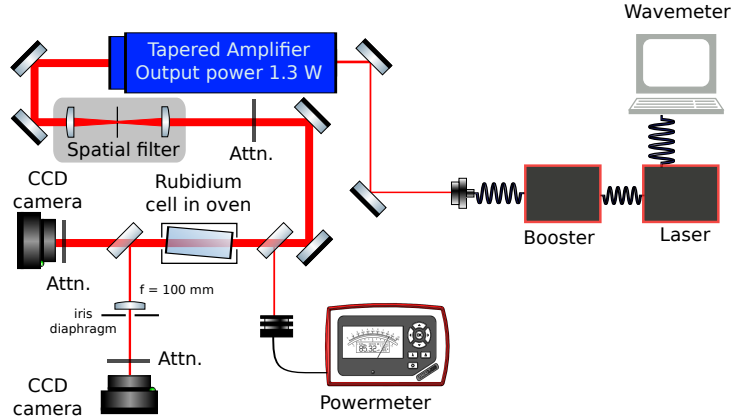 Wavemeter
Tapered Amplifier
Output power 1.3 W
Spatial filter
Attn.
CCD
camera
Rubidium
cell in oven
Booster
Laser
Attn.
f = 100 mm
iris
diaphragm
Attn.
CCD
camera
Powermeter